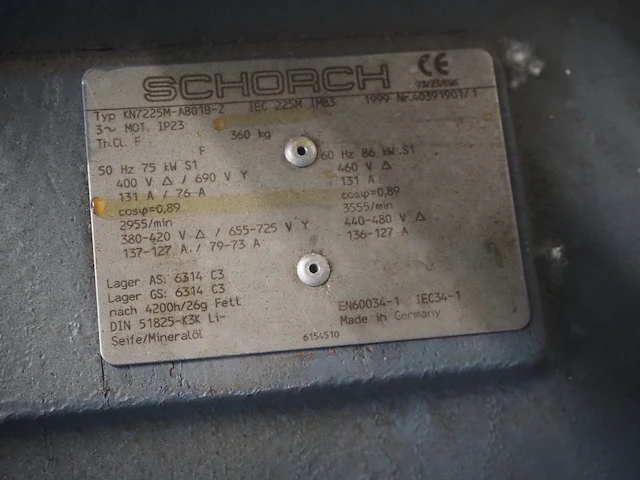 SCHORCH CE
73/23/EWG
Typ KN7225M-AB01B-2 IEC 225M IMB3 1999 Nr.40391901/1
3~ MOT. IP23 360 kg
Th.Cl. F F
50 Hz 75 kW S1 60 Hz 86 kW S1
400 V Δ / 690 V Y 460 V Δ
131 A / 76 A 131 A
cosφ=0,89 cosφ=0,89
2955/min 3555/min
380-420 V Δ / 655-725 V Y 440-480 V Δ
137-127 A / 79-73 A 136-127 A
Lager AS: 6314 C3
Lager GS: 6314 C3
nach 4200h/26g Fett EN60034-1 IEC34-1
DIN 51825-K3K Li- Made in Germany
Seife/Mineralöl 6154510